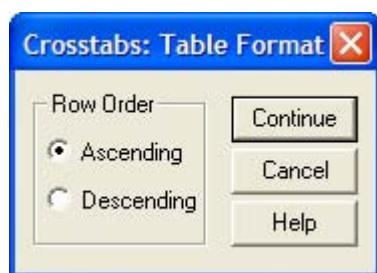 Crosstabs: Table Format
Row Order
Ascending
Descending
Continue
Cancel
Help